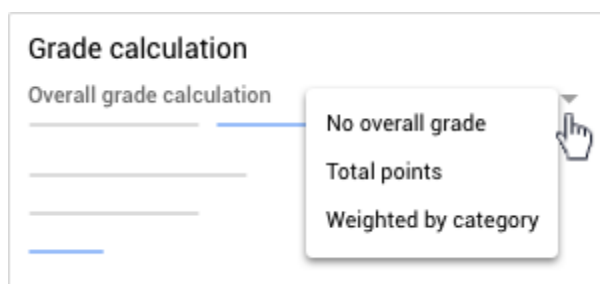 Grade calculation
Overall grade calculation
No overall grade
Total points
Weighted by category